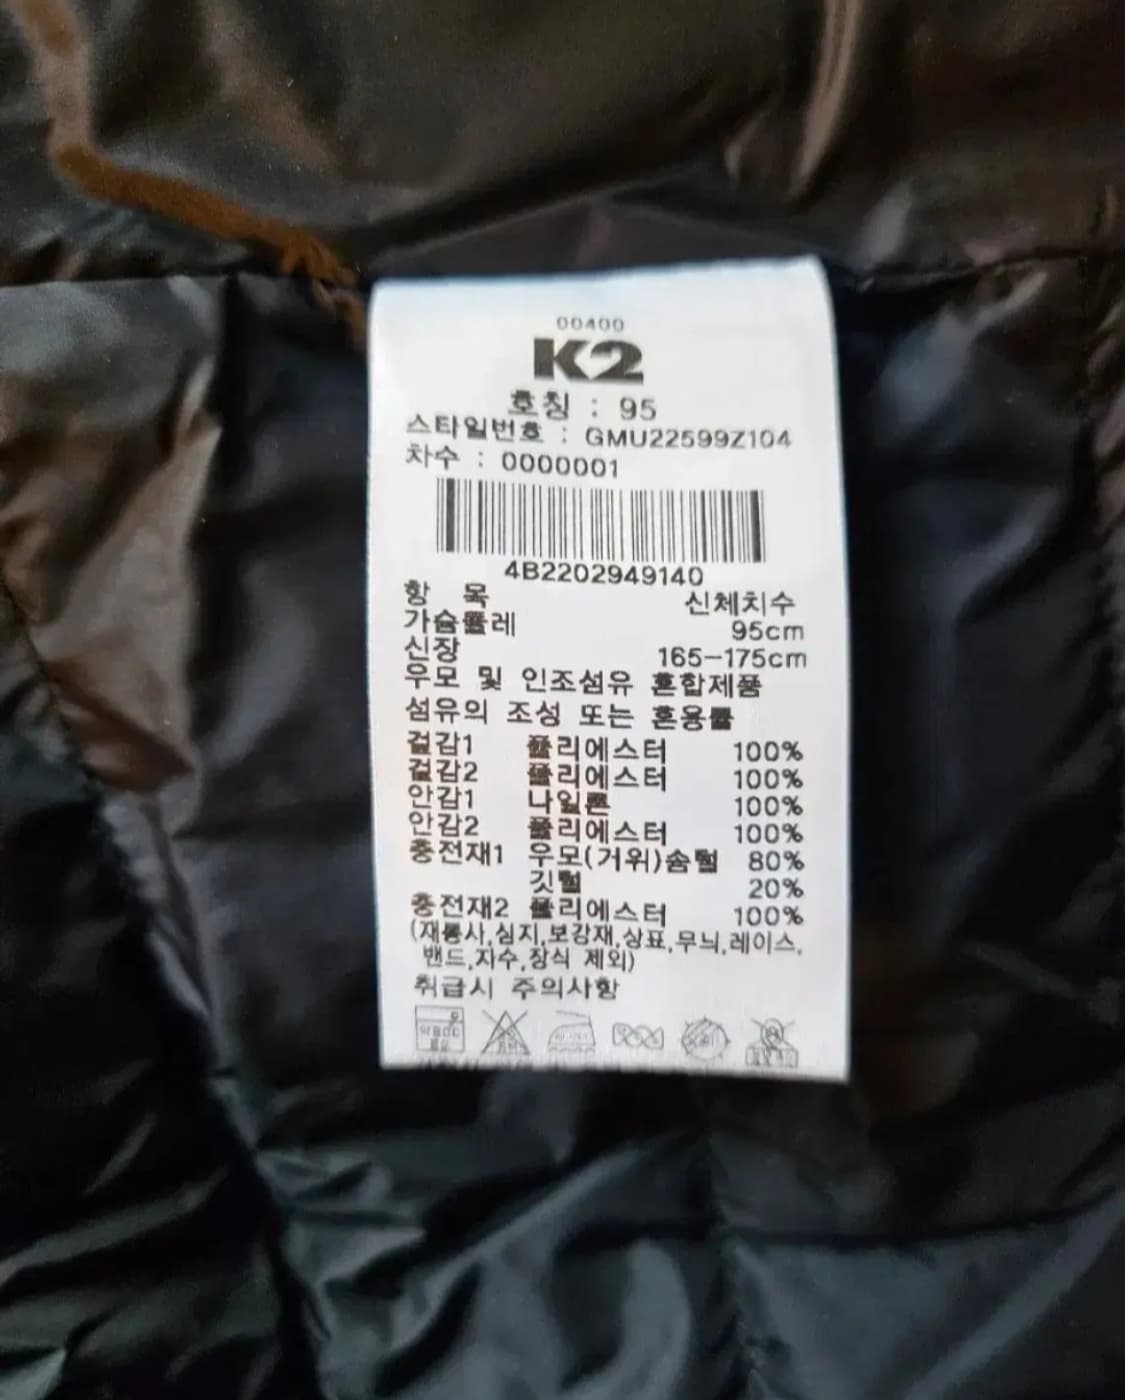 00400
K2
호칭 : 95
스타일번호 : GMU22599Z104
차수 : 0000001
4B2202949140
항 목 신체치수
가슴둘레 95cm
신장 165-175cm
우모 및 인조섬유 혼합제품
섬유의 조성 또는 혼용률
겉감1 폴리에스터 100%
겉감2 폴리에스터 100%
안감1 나일론 100%
안감2 폴리에스터 100%
충전재1 우모(거위)솜털 80%
깃털 20%
충전재2 폴리에스터 100%
(재봉사,심지,보강재,상표,무늬,레이스,
밴드,자수,장식 제외)
취급시 주의사항